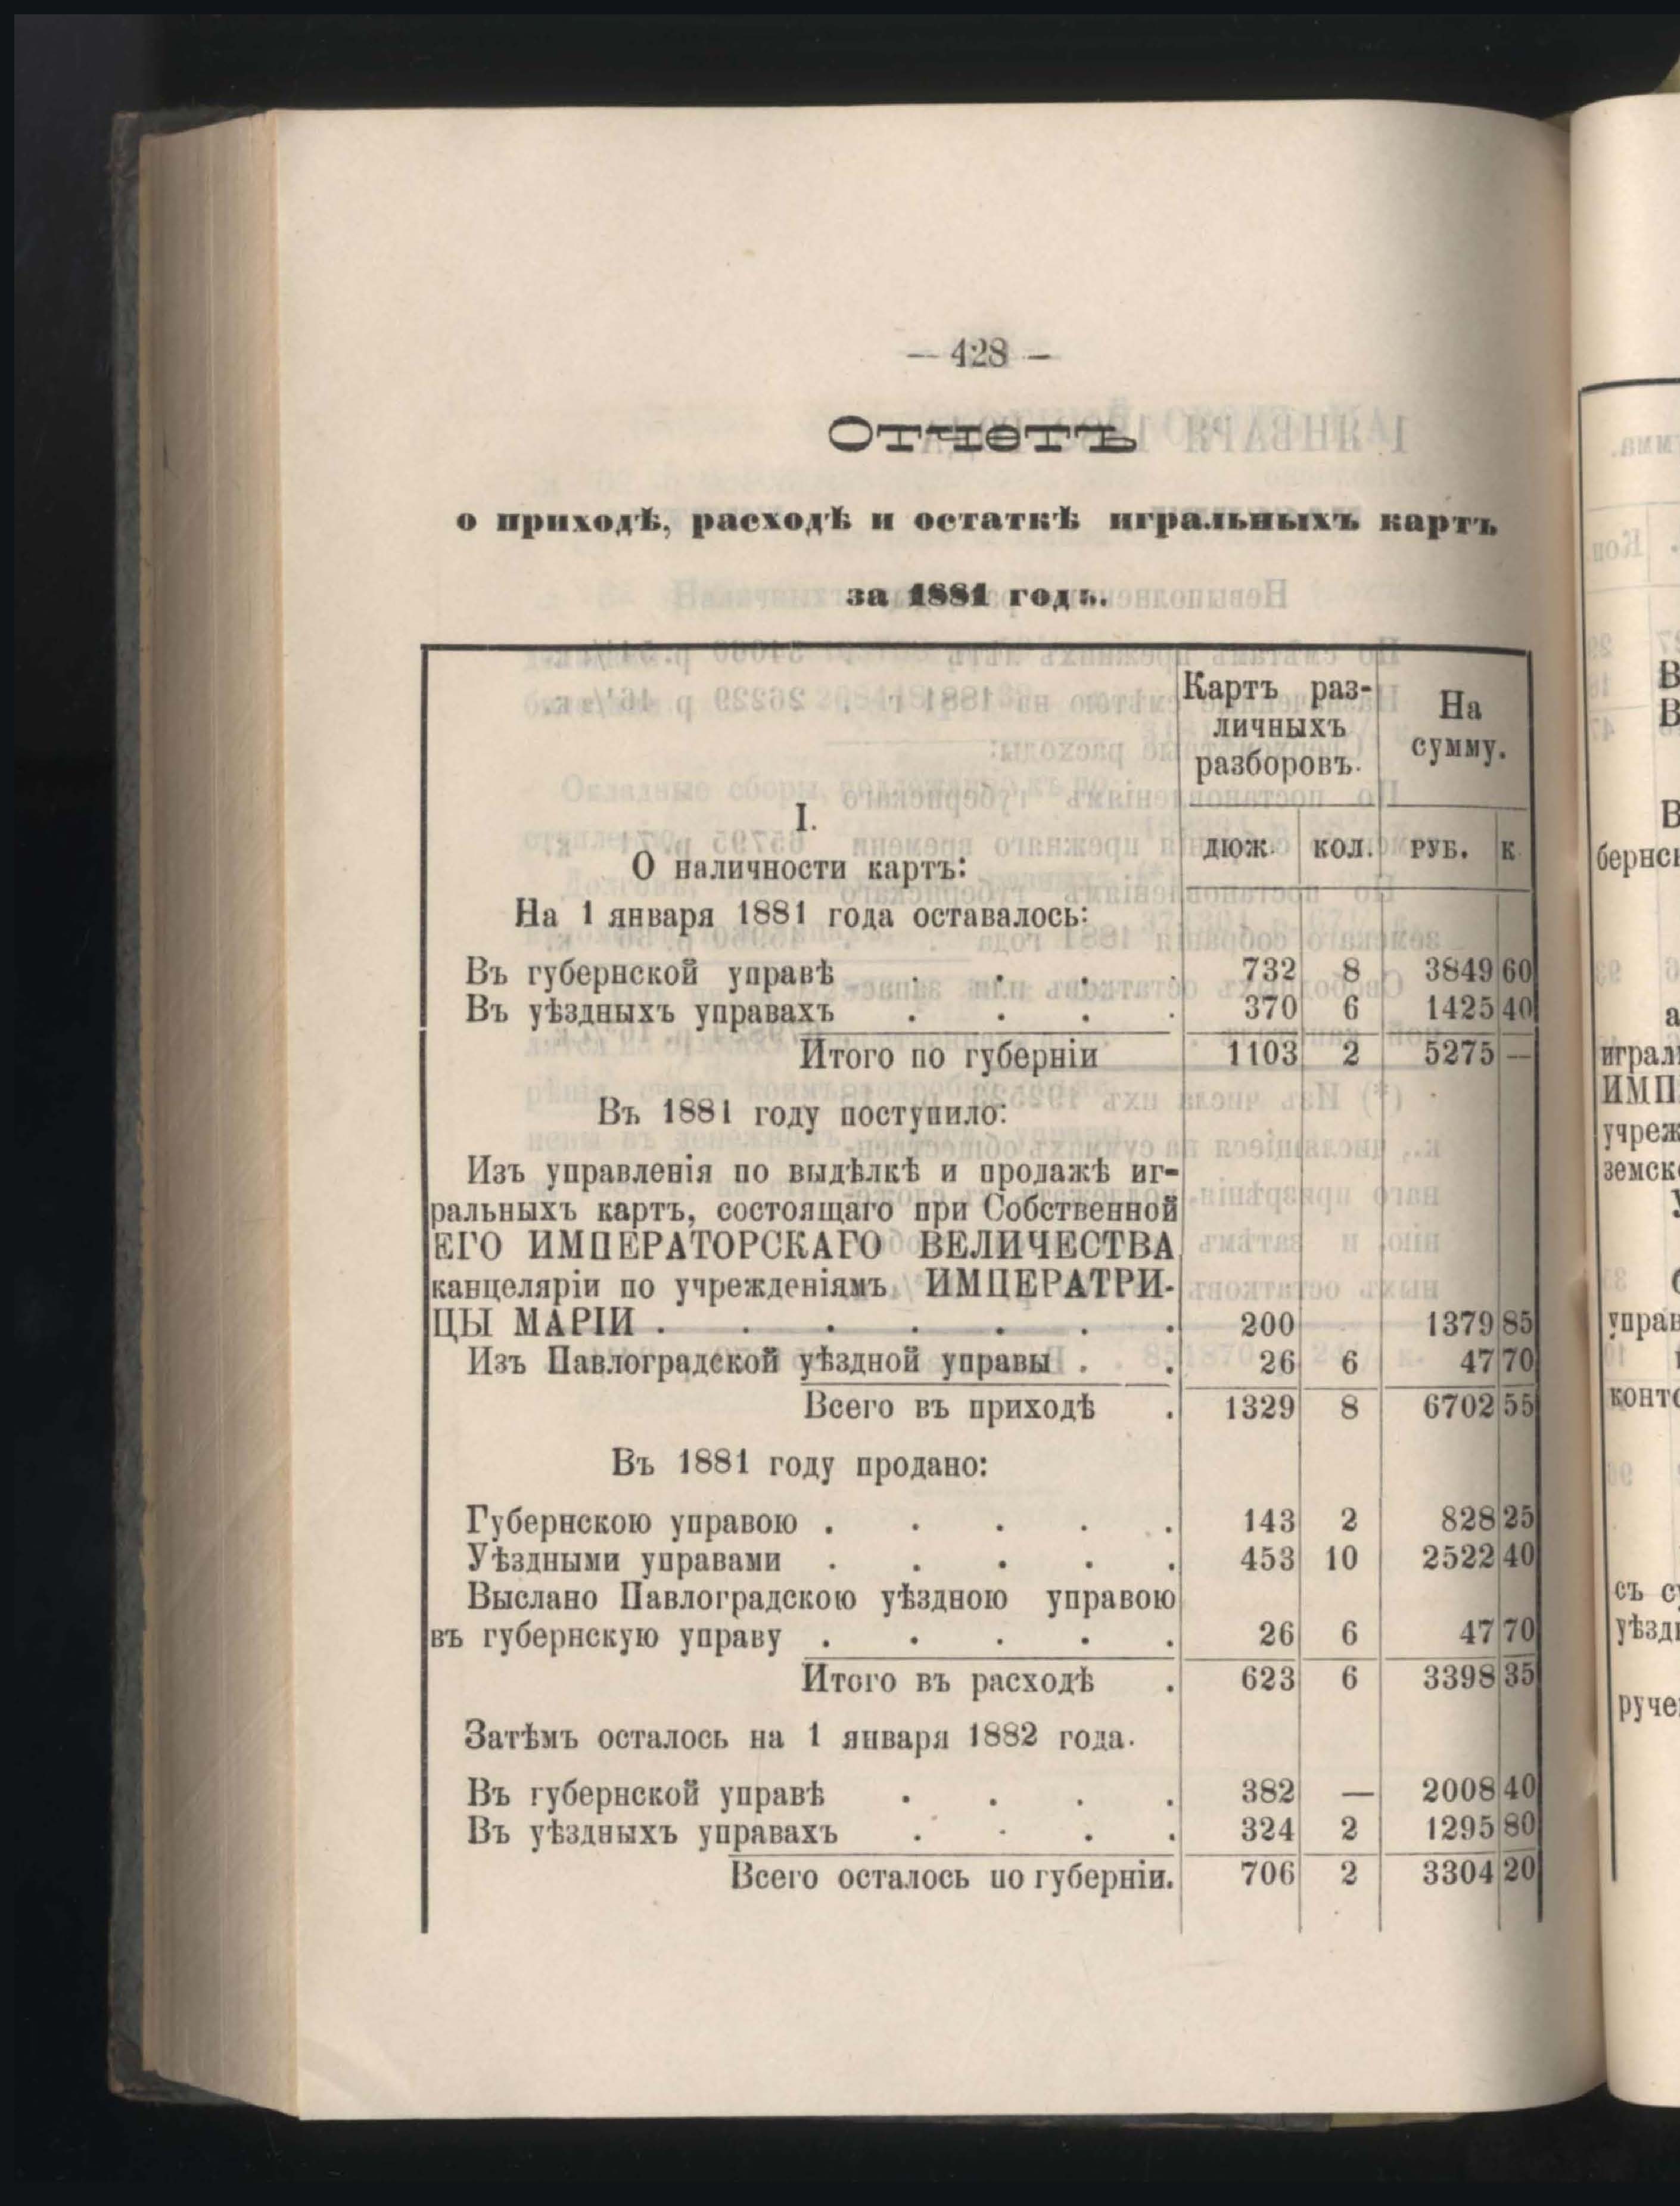 — 428 —
Отчетъ
о приходѣ, расходѣ и остаткѣ игральныхъ картъ
за 1881 годъ.
Картъ раз-
личныхъ
разборовъ.
На
сумму.
дюж. кол. РУБ. К
I.
О наличности картъ:
На 1 января 1881 года оставалось:
Въ губернской управѣ . . . . 732 8 3849 60
Въ уѣздныхъ управахъ . . . . 370 6 1425 40
Итого по губерніи 1103 2 5275 —
Въ 1881 году поступило:
Изъ управленія по выдѣлкѣ и продажѣ иг-
ральныхъ картъ, состоящаго при Собственной
ЕГО ИМПЕРАТОРСКАГО ВЕЛИЧЕСТВА
канцеляріи по учрежденіямъ ИМПЕРАТРИ-
ЦЫ МАРІИ . . . . . . . 200 1379 85
Изъ Павлоградской уѣздной управы . . 26 6 47 70
Всего въ приходѣ . 1329 8 6702 55
Въ 1881 году продано:
Губернскою управою . . . . . 143 2 828 25
Уѣздными управами . . . . . 453 10 2522 40
Выслано Павлоградскою уѣздною управою
въ губернскую управу . . . . . 26 6 47 70
Итого въ расходѣ . 623 6 3398 35
Затѣмъ осталось на 1 января 1882 года.
Въ губернской управѣ . . . . 382 — 2008 40
Въ уѣздныхъ управахъ . . . . 324 2 1295 80
Всего осталось по губерніи. 706 2 3304 20